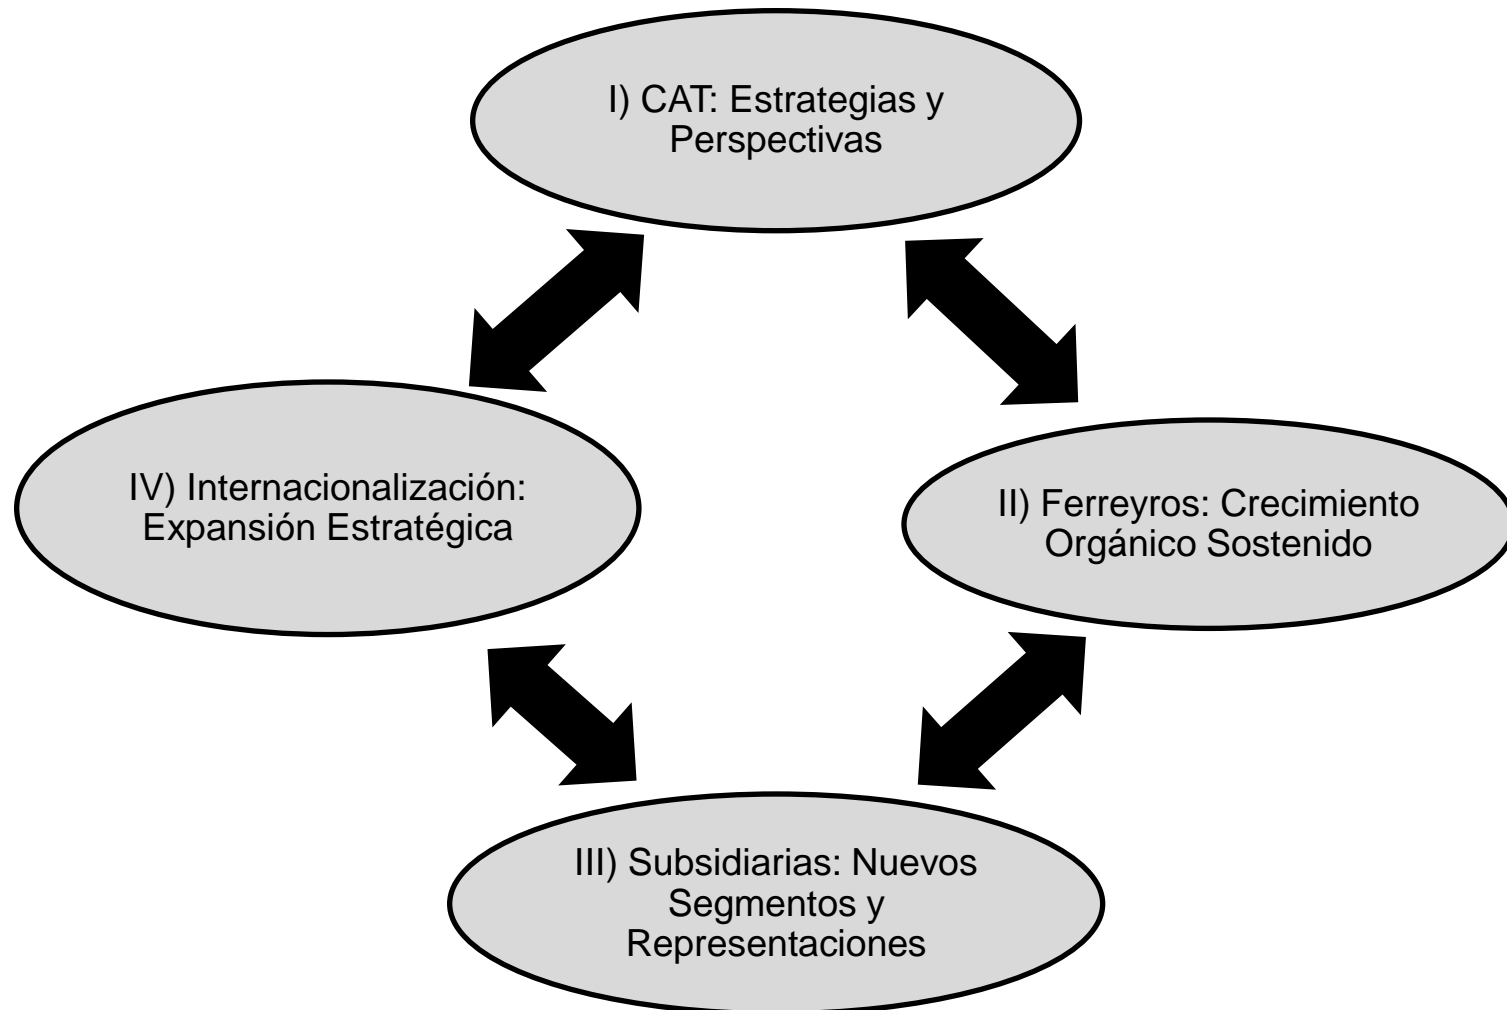 I) CAT: Estrategias y
Perspectivas
IV) Internacionalización:
Expansión Estratégica
II) Ferreyros: Crecimiento
Orgánico Sostenido
III) Subsidiarias: Nuevos
Segmentos y
Representaciones